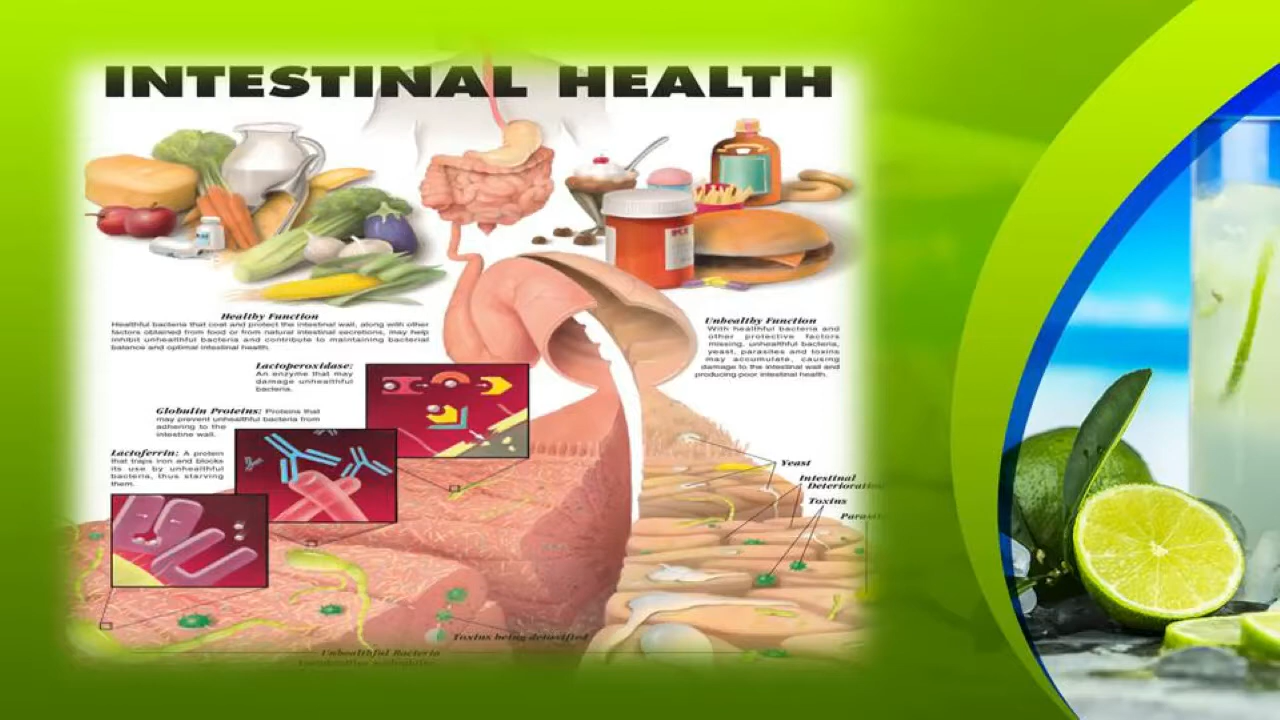 INTESTINAL HEALTH
Healthy Function
Healthful bacteria that coat and protect the intestinal wall, along with other
factors obtained from food or from natural intestinal secretions, may help
inhibit unhealthful bacteria and contribute to maintaining bacterial
balance and optimal intestinal health.
Unhealthy Function
With healthful bacteria and
other protective factors
missing, unhealthful bacteria,
yeast, parasites and toxins
may accumulate, causing
damage to the intestinal wall and
producing poor intestinal health.
Lactoperoxidase:
An enzyme that may
damage unhealthful
bacteria.
Globulin Proteins: Proteins that
may prevent unhealthful bacteria from
adhering to the
intestine wall.
Lactoferrin: A protein
that traps iron and blocks
its use by unhealthful
bacteria, thus starving
them.
Yeast
Intestinal
Deterioration
Toxins
Toxins being detoxified
Unhealthful Bacteria